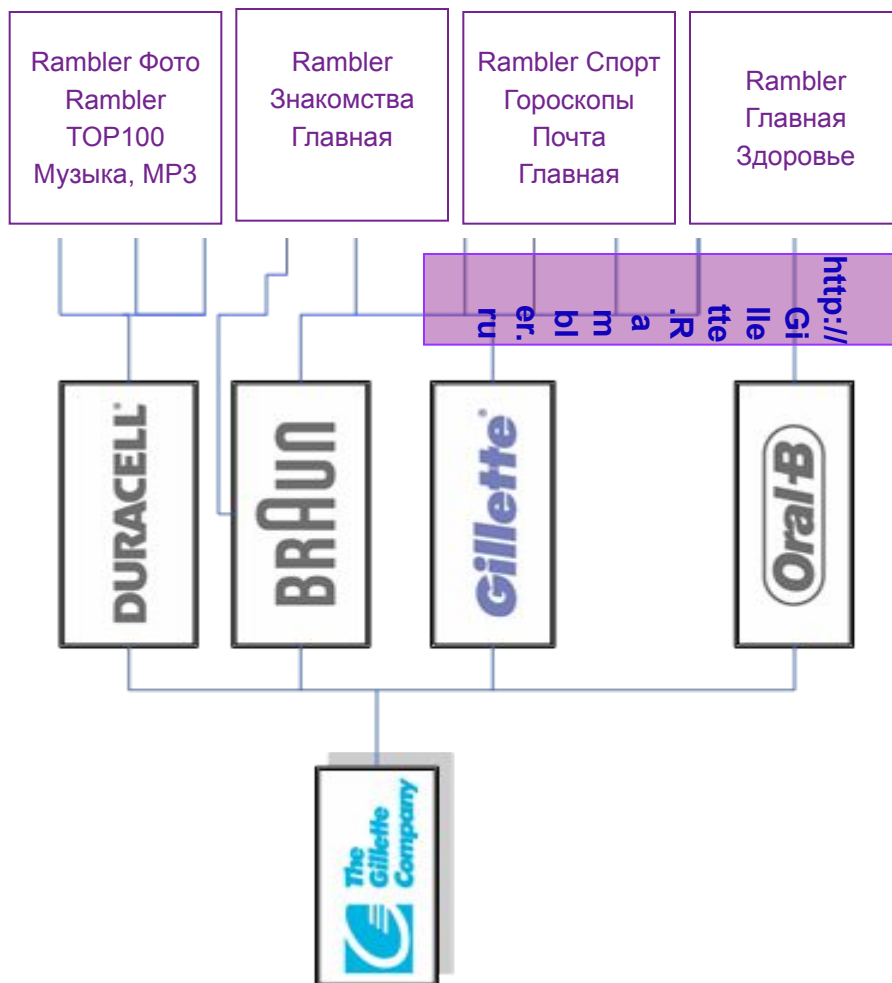 Rambler Фото
Rambler
TOP100
Музыка, MP3
Rambler
Знакомства
Главная
Rambler Спорт
Гороскопы
Почта
Главная
Rambler
Главная
Здоровье
http://
Gi
lle
tte
.R
a
m
bl
er.
ru
DURACELL
BRAUN
Gillette®
Oral-B
The
Gillette
Company